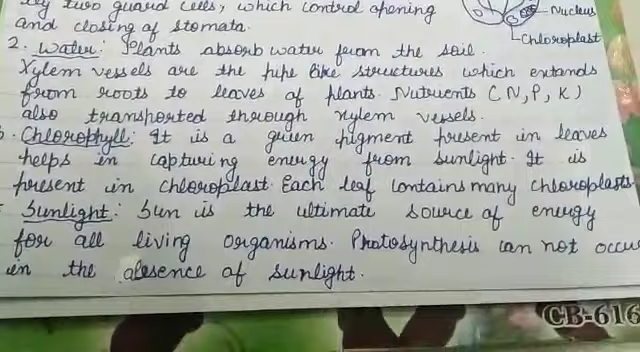 two guard cells, which control opening
and closing of stomata.
Nucleus
Chloroplast
2. Water: Plants absorb water from the soil.
Xylem vessels are the pipe like structures which extends
from roots to leaves of plants. Nutrients (N, P, K)
also transported through xylem vessels.
Chlorophyll: It is a green pigment present in leaves
helps in capturing energy from sunlight. It is
present in chloroplast. Each leaf contains many chloroplasts
Sunlight: Sun is the ultimate source of energy
for all living organisms. Photosynthesis can not occur
in the absence of sunlight.
CB-616